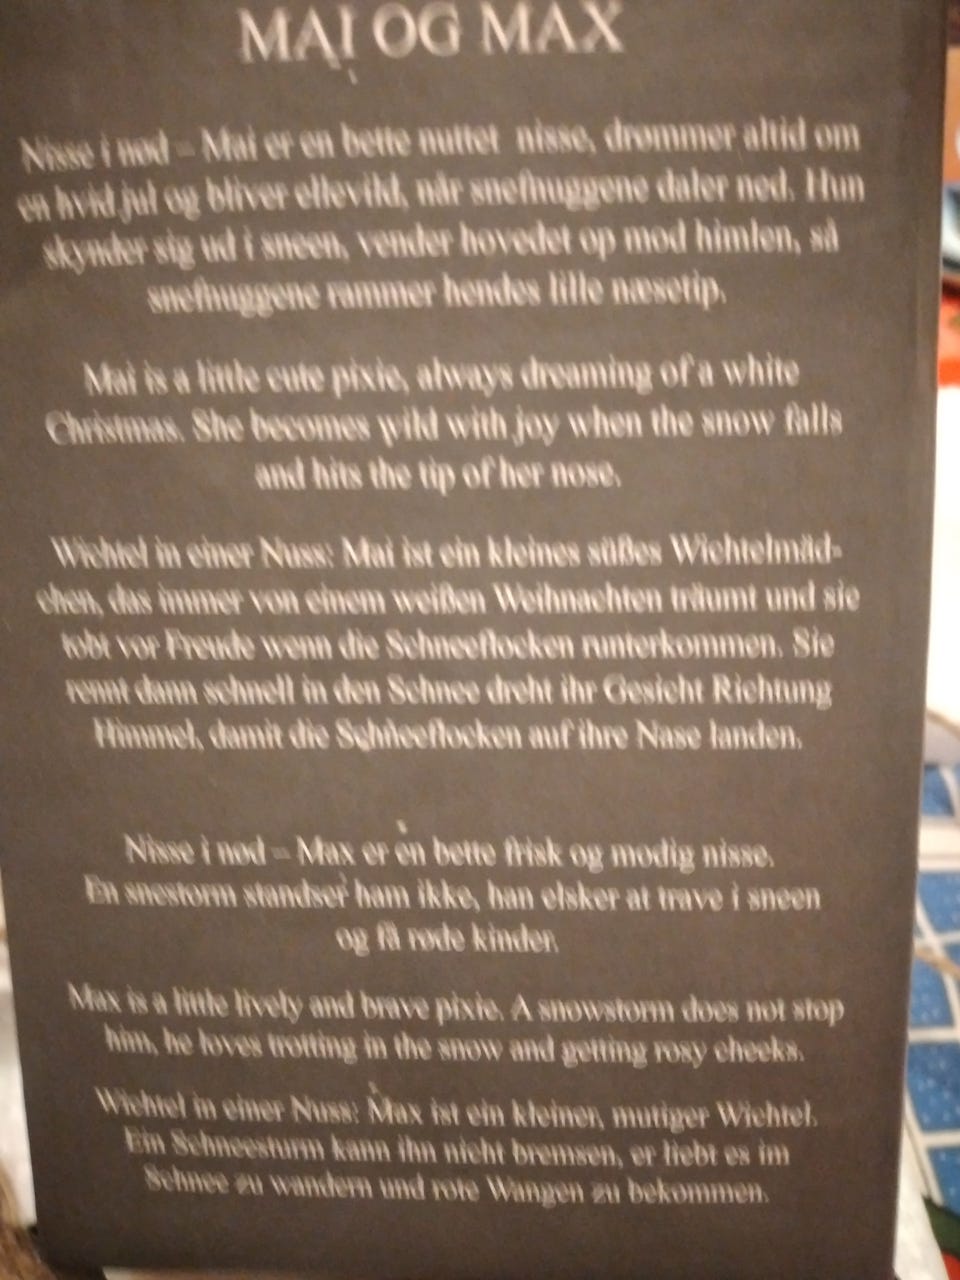 MAI OG MAX
Nisse i nød – Mai er en bette nuttet nisse, drømmer altid om
en hvid jul og bliver ellevild, når snefnuggene daler ned. Hun
skynder sig ud i sneen, vender hovedet op mod himlen, så
snefnuggene rammer hendes lille næsetip.
Mai is a little cute pixie, always dreaming of a white
Christmas. She becomes wild with joy when the snow falls
and hits the tip of her nose.
Wichtel in einer Nuss: Mai ist ein kleines süßes Wichtelmäd-
chen, das immer von einem weißen Weihnachten träumt und sie
tobt vor Freude wenn die Schneeflocken runterkommen. Sie
rennt dann schnell in den Schnee dreht ihr Gesicht Richtung
Himmel, damit die Schneeflocken auf ihre Nase landen.
Nisse i nød – Max er en bette frisk og modig nisse.
En snestorm standser ham ikke, han elsker at trave i sneen
og få røde kinder.
Max is a little lively and brave pixie. A snowstorm does not stop
him, he loves trotting in the snow and getting rosy cheeks.
Wichtel in einer Nuss: Max ist ein kleiner, mutiger Wichtel.
Ein Schneesturm kann ihn nicht bremsen, er liebt es im
Schnee zu wandern und rote Wangen zu bekommen.